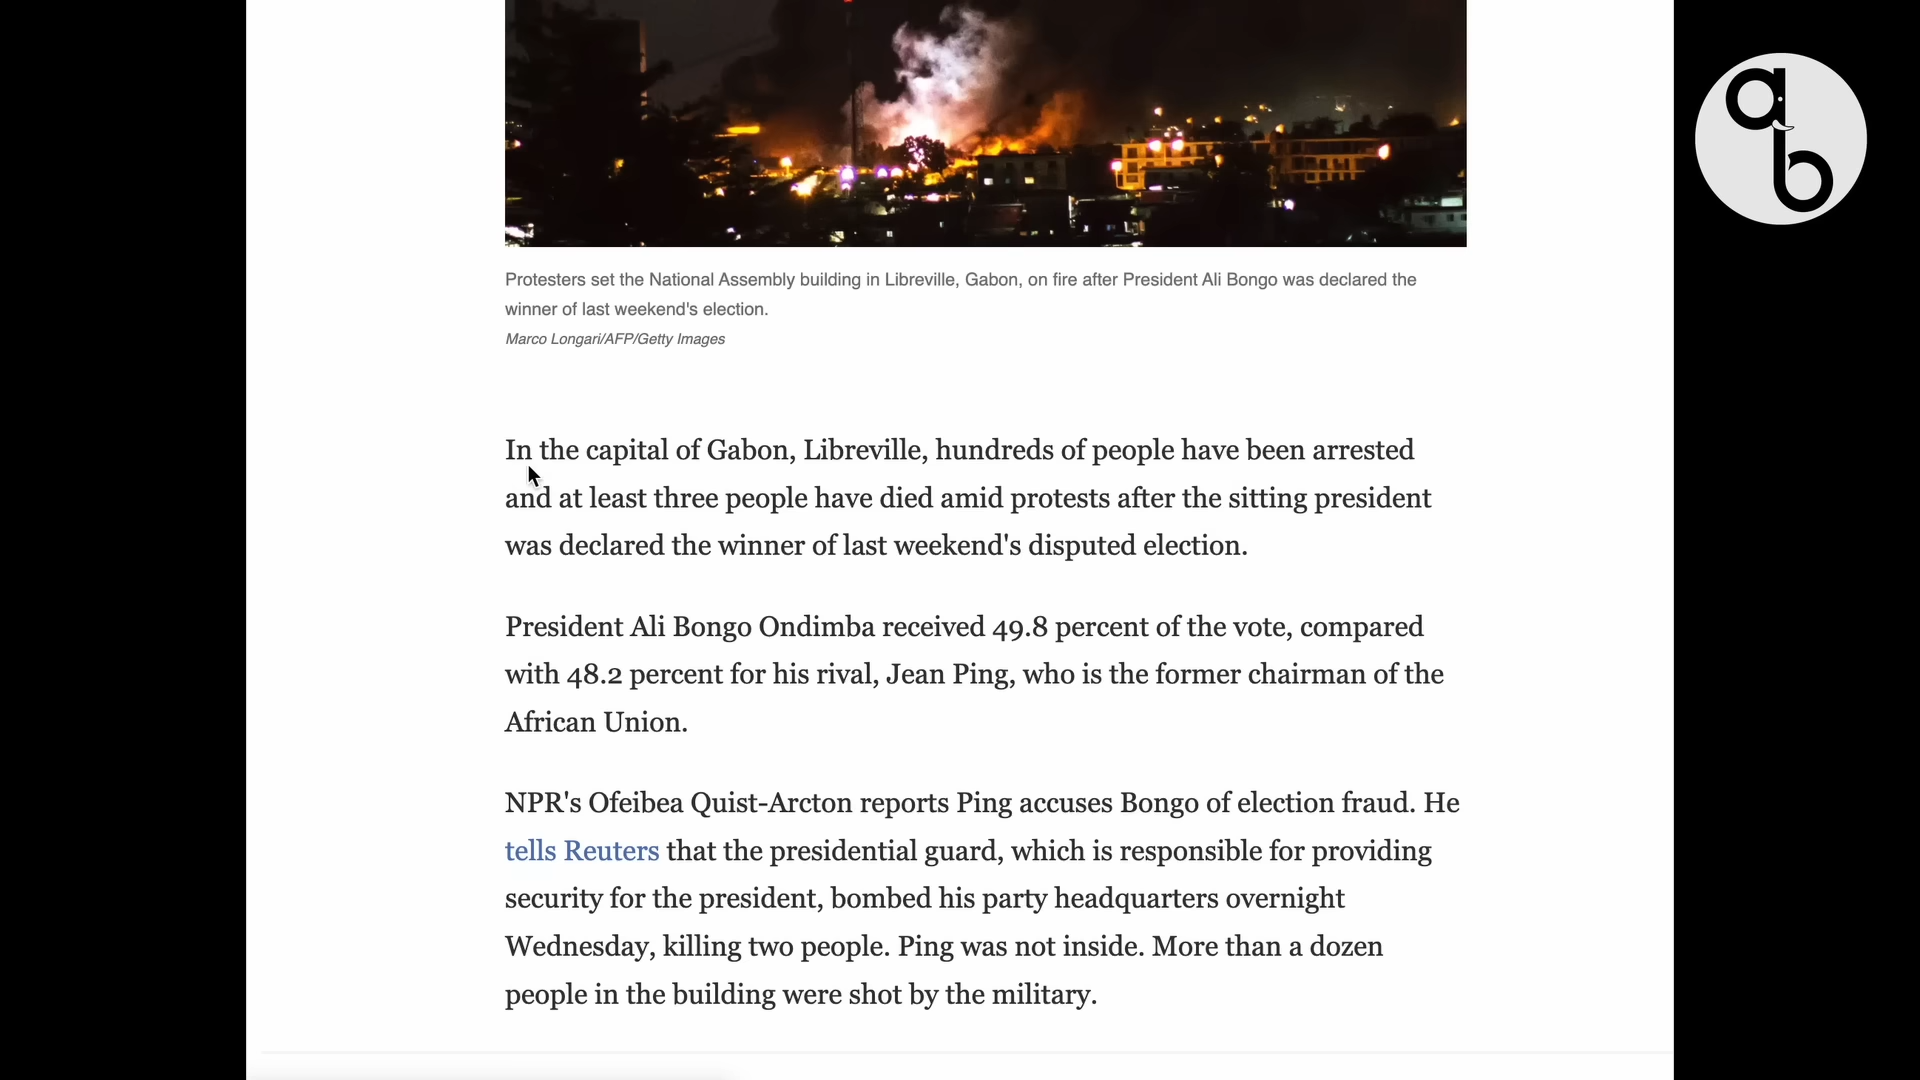 Protesters set the National Assembly building in Libreville, Gabon, on fire after President Ali Bongo was declared the
winner of last weekend's election.
Marco Longari/AFP/Getty Images
In the capital of Gabon, Libreville, hundreds of people have been arrested
and at least three people have died amid protests after the sitting president
was declared the winner of last weekend's disputed election.
President Ali Bongo Ondimba received 49.8 percent of the vote, compared
with 48.2 percent for his rival, Jean Ping, who is the former chairman of the
African Union.
NPR's Ofeibea Quist-Arcton reports Ping accuses Bongo of election fraud. He
tells Reuters that the presidential guard, which is responsible for providing
security for the president, bombed his party headquarters overnight
Wednesday, killing two people. Ping was not inside. More than a dozen
people in the building were shot by the military.
ab